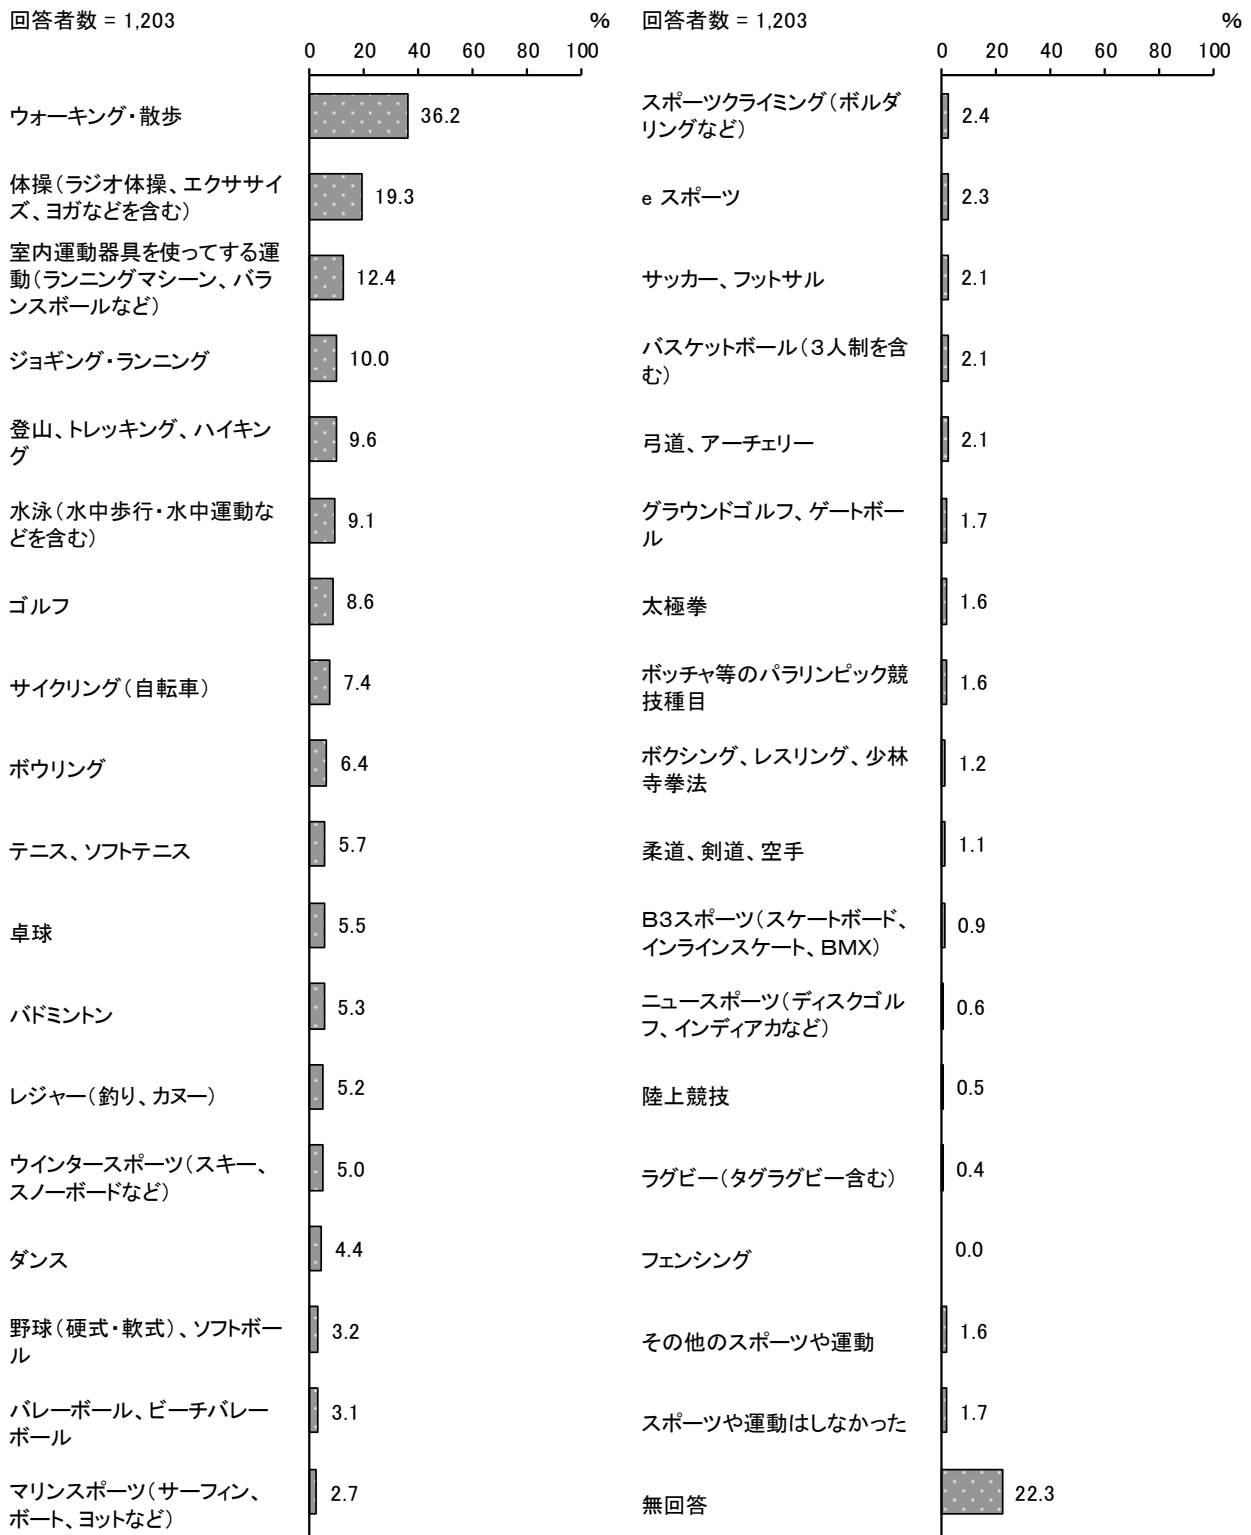 回答者数 = 1,203
%
0 20 40 60 80 100
ウォーキング・散歩
36.2
体操（ラジオ体操、エクササイ
ズ、ヨガなどを含む）
19.3
室内運動器具を使ってする運
動（ランニングマシーン、バラ
ンスボールなど）
12.4
ジョギング・ランニング
10.0
登山、トレッキング、ハイキン
グ
9.6
水泳（水中歩行・水中運動な
どを含む）
9.1
ゴルフ
8.6
サイクリング（自転車）
7.4
ボウリング
6.4
テニス、ソフトテニス
5.7
卓球
5.5
バドミントン
5.3
レジャー（釣り、カヌー）
5.2
ウインタースポーツ（スキー、
スノーボードなど）
5.0
ダンス
4.4
野球（硬式・軟式）、ソフトボー
ル
3.2
バレーボール、ビーチバレー
ボール
3.1
マリンスポーツ（サーフィン、
ボート、ヨットなど）
2.7
回答者数 = 1,203
%
0 20 40 60 80 100
スポーツクライミング（ボルダ
リングなど）
2.4
e スポーツ
2.3
サッカー、フットサル
2.1
バスケットボール（３人制を含
む）
2.1
弓道、アーチェリー
2.1
グラウンドゴルフ、ゲートボー
ル
1.7
太極拳
1.6
ボッチャ等のパラリンピック競
技種目
1.6
ボクシング、レスリング、少林
寺拳法
1.2
柔道、剣道、空手
1.1
Ｂ３スポーツ（スケートボード、
インラインスケート、ＢＭＸ）
0.9
ニュースポーツ（ディスクゴル
フ、インディアカなど）
0.6
陸上競技
0.5
ラグビー（タグラグビー含む）
0.4
フェンシング
0.0
その他のスポーツや運動
1.6
スポーツや運動はしなかった
1.7
無回答
22.3